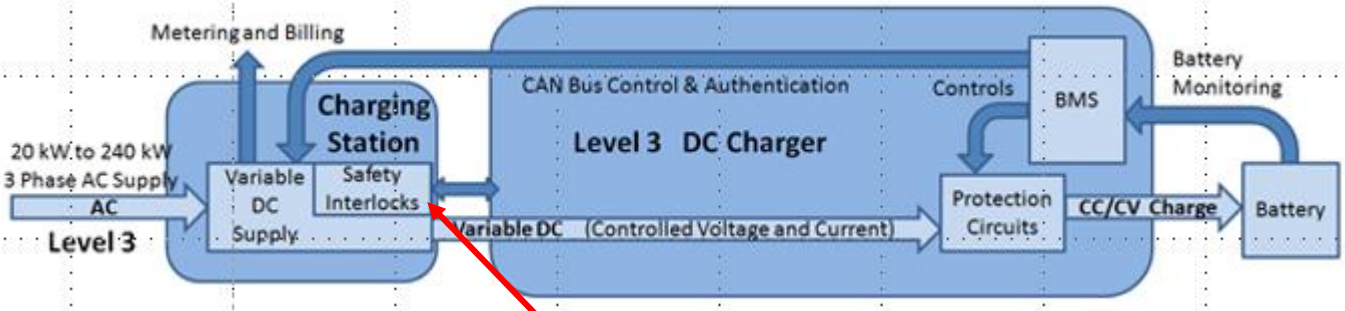 Metering and Billing
Charging
Station
20 kW to 240 kW
3 Phase AC Supply
AC
Level 3
Variable
DC
Supply
Safety
Interlocks
CAN Bus Control & Authentication
Level 3 DC Charger
Variable DC (Controlled Voltage and Current)
Controls
BMS
Protection
Circuits
Battery
Monitoring
CC/CV Charge
Battery